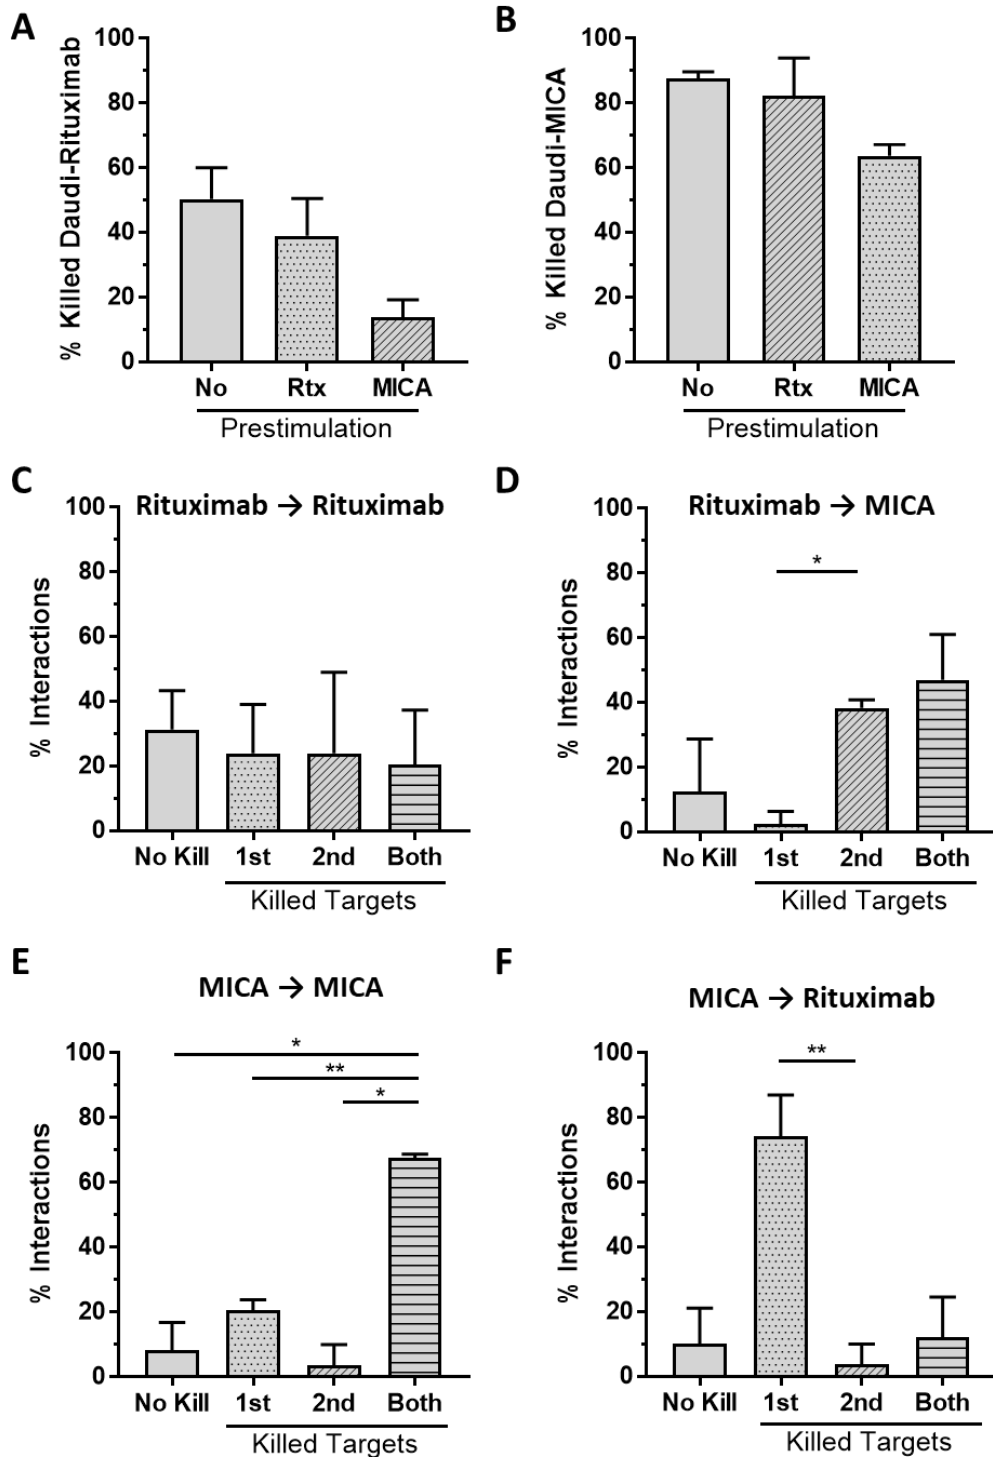 A
% Killed Daudi-Rituximab
100
80
60
40
20
0
No Rtx MICA
Prestimulation
B
% Killed Daudi-MICA
100
80
60
40
20
0
No Rtx MICA
Prestimulation
C
Rituximab → Rituximab
% Interactions
100
80
60
40
20
0
No Kill 1st 2nd Both
Killed Targets
D
Rituximab → MICA
% Interactions
100
80
60
40
20
0
*
No Kill 1st 2nd Both
Killed Targets
E
MICA → MICA
% Interactions
100
80
60
40
20
0
*
**
*
No Kill 1st 2nd Both
Killed Targets
F
MICA → Rituximab
% Interactions
100
80
60
40
20
0
**
No Kill 1st 2nd Both
Killed Targets